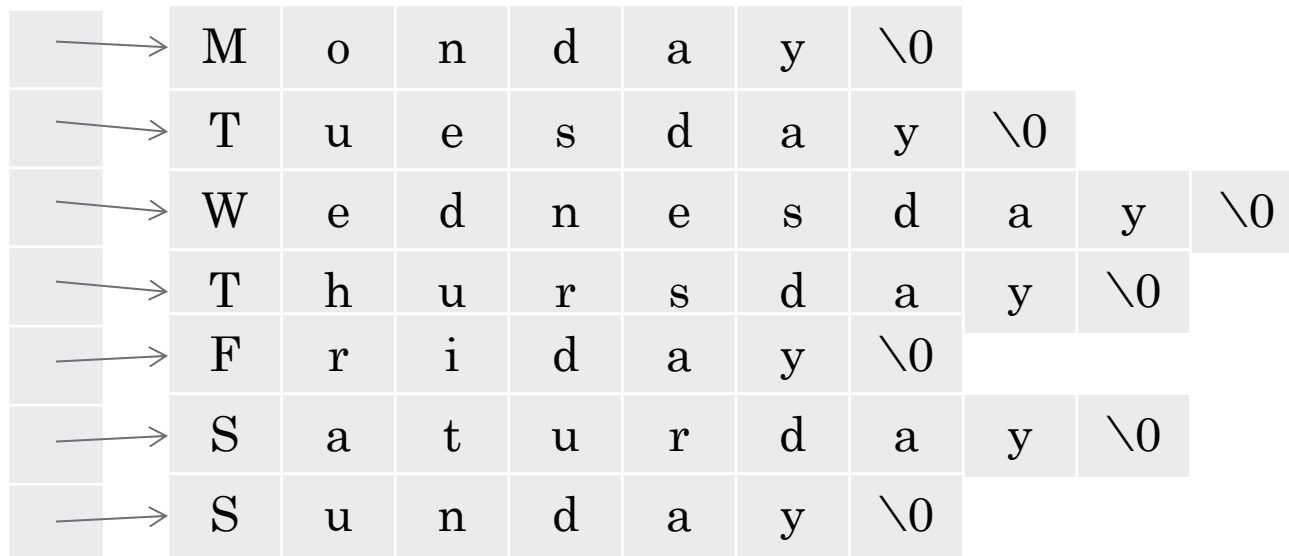 M o n d a y \0
T u e s d a y \0
W e d n e s d a y \0
T h u r s d a y \0
F r i d a y \0
S a t u r d a y \0
S u n d a y \0